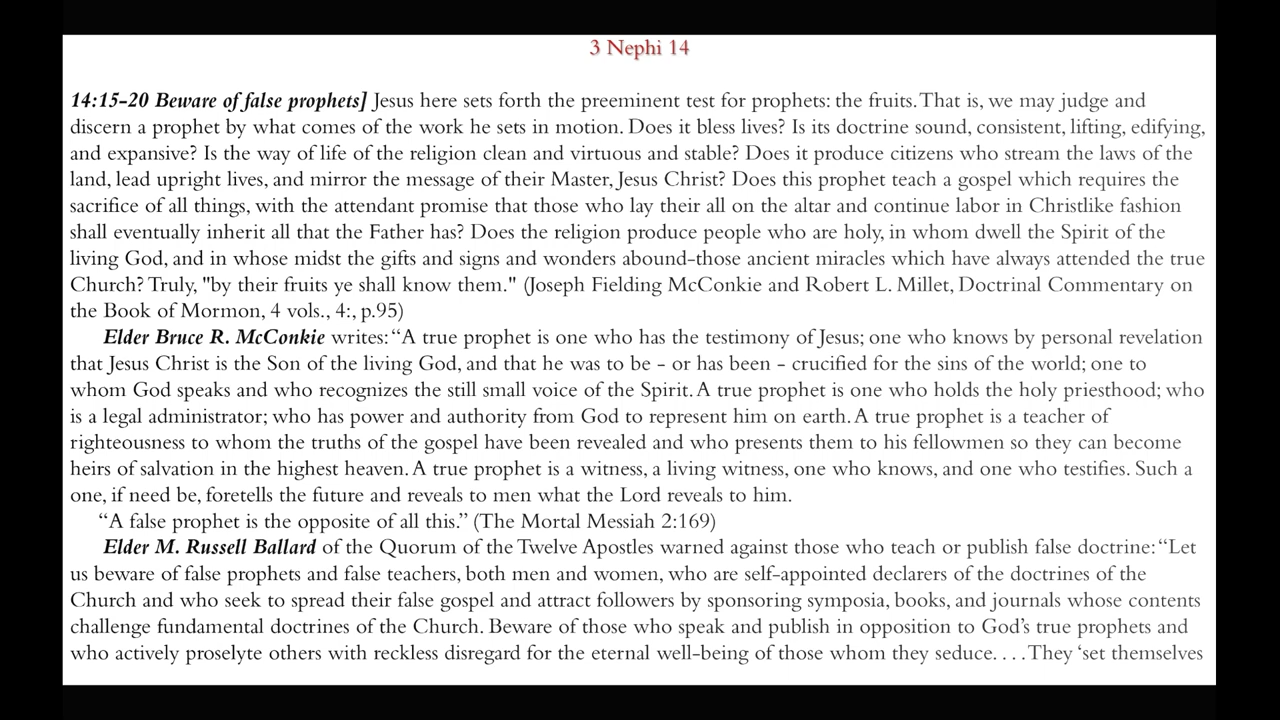 3 Nephi 14
14:15-20 Beware of false prophets] Jesus here sets forth the preeminent test for prophets: the fruits. That is, we may judge and
discern a prophet by what comes of the work he sets in motion. Does it bless lives? Is its doctrine sound, consistent, lifting, edifying,
and expansive? Is the way of life of the religion clean and virtuous and stable? Does it produce citizens who stream the laws of the
land, lead upright lives, and mirror the message of their Master, Jesus Christ? Does this prophet teach a gospel which requires the
sacrifice of all things, with the attendant promise that those who lay their all on the altar and continue labor in Christlike fashion
shall eventually inherit all that the Father has? Does the religion produce people who are holy, in whom dwell the Spirit of the
living God, and in whose midst the gifts and signs and wonders abound-those ancient miracles which have always attended the true
Church? Truly, "by their fruits ye shall know them." (Joseph Fielding McConkie and Robert L. Millet, Doctrinal Commentary on
the Book of Mormon, 4 vols., 4:, p.95)
Elder Bruce R. McConkie writes: “A true prophet is one who has the testimony of Jesus; one who knows by personal revelation
that Jesus Christ is the Son of the living God, and that he was to be - or has been - crucified for the sins of the world; one to
whom God speaks and who recognizes the still small voice of the Spirit. A true prophet is one who holds the holy priesthood; who
is a legal administrator; who has power and authority from God to represent him on earth. A true prophet is a teacher of
righteousness to whom the truths of the gospel have been revealed and who presents them to his fellowmen so they can become
heirs of salvation in the highest heaven. A true prophet is a witness, a living witness, one who knows, and one who testifies. Such a
one, if need be, foretells the future and reveals to men what the Lord reveals to him.
“A false prophet is the opposite of all this.” (The Mortal Messiah 2:169)
Elder M. Russell Ballard of the Quorum of the Twelve Apostles warned against those who teach or publish false doctrine: “Let
us beware of false prophets and false teachers, both men and women, who are self-appointed declarers of the doctrines of the
Church and who seek to spread their false gospel and attract followers by sponsoring symposia, books, and journals whose contents
challenge fundamental doctrines of the Church. Beware of those who speak and publish in opposition to God’s true prophets and
who actively proselyte others with reckless disregard for the eternal well-being of those whom they seduce. . . . They ‘set themselves